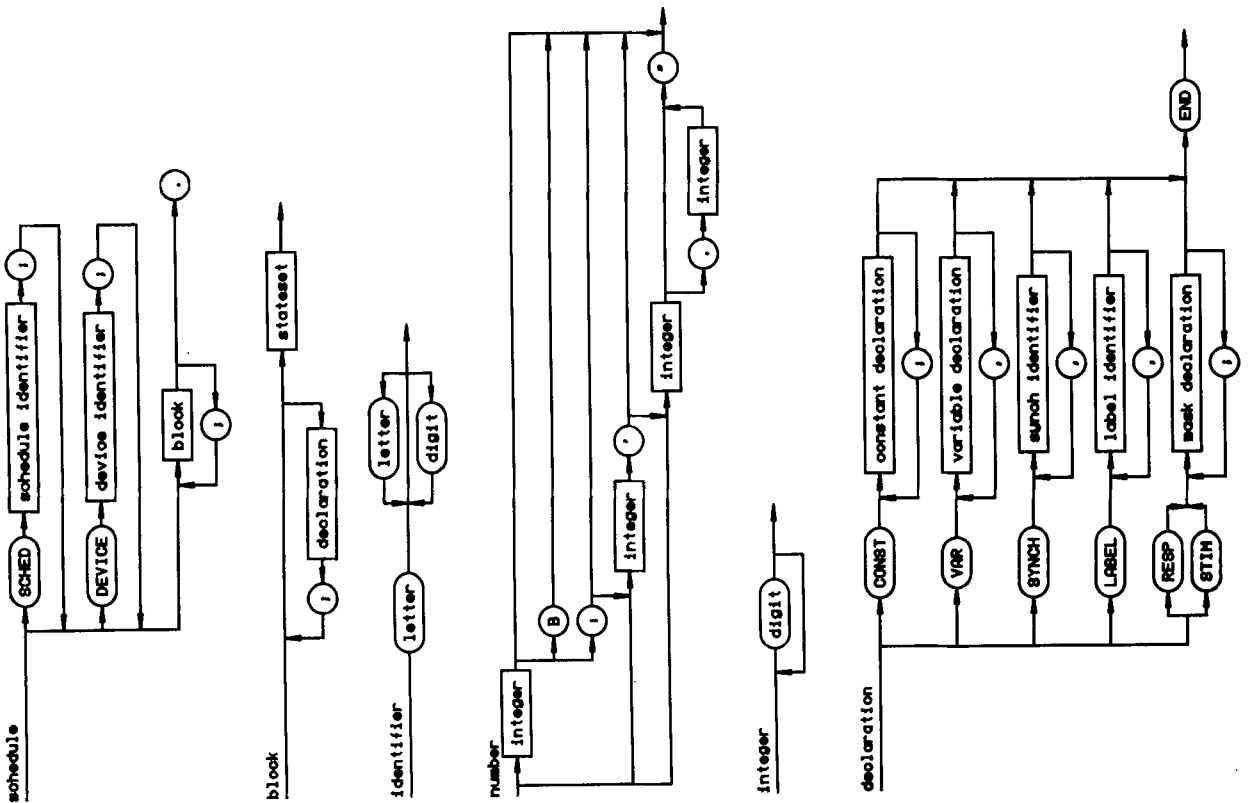 schedule
SCHED schedule identifier ;
DEVICE device identifier ;
block .
;
block
stateset
declaration
;
identifier
letter
letter
digit
number
integer
B
:
integer '
integer
"
. integer
integer
digit
declaration
CONST constant declaration
;
VAR variable declaration
,
SYNCH synch identifier
,
LABEL label identifier
,
RESP
STIM
mask declaration
;
END